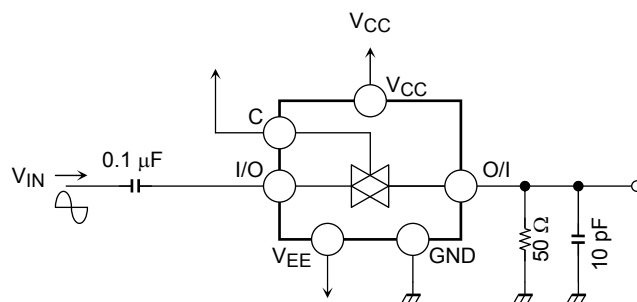 VCC
VCC
C
0.1 μF
I/O
O/I
VIN
VEE
GND
50 Ω
10 pF